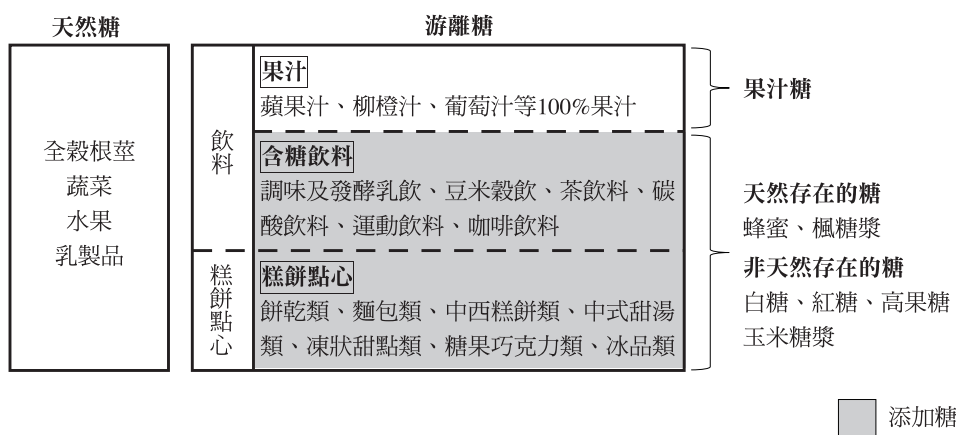 天然糖
游離糖
全穀根莖
蔬菜
水果
乳製品
飲料
果汁
蘋果汁、柳橙汁、葡萄汁等100%果汁
含糖飲料
調味及發酵乳飲、豆米穀飲、茶飲料、碳
酸飲料、運動飲料、咖啡飲料
糕餅點心
糕餅點心
餅乾類、麵包類、中西糕餅類、中式甜湯
類、凍狀甜點類、糖果巧克力類、冰品類
果汁糖
天然存在的糖
蜂蜜、楓糖漿
非天然存在的糖
白糖、紅糖、高果糖
玉米糖漿
添加糖